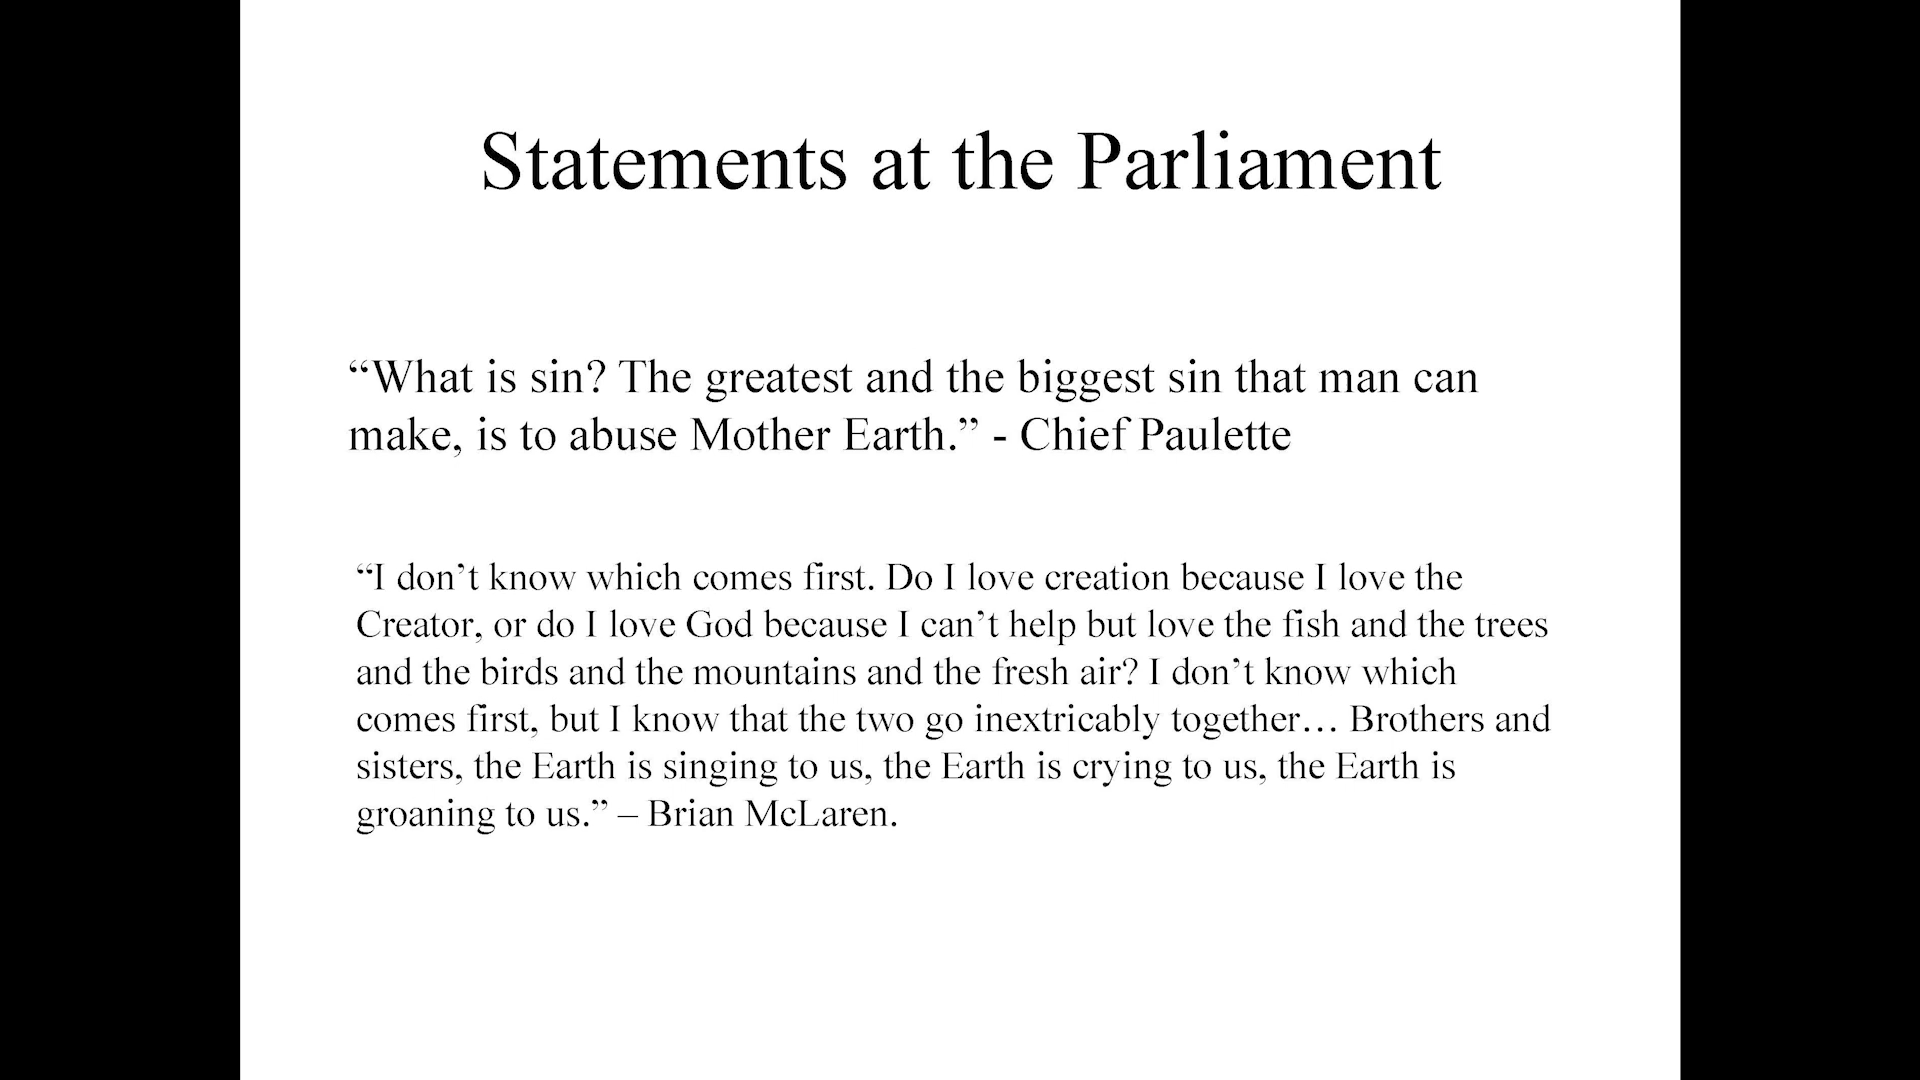 Statements at the Parliament
“What is sin? The greatest and the biggest sin that man can
make, is to abuse Mother Earth.” - Chief Paulette
“I don’t know which comes first. Do I love creation because I love the
Creator, or do I love God because I can’t help but love the fish and the trees
and the birds and the mountains and the fresh air? I don’t know which
comes first, but I know that the two go inextricably together… Brothers and
sisters, the Earth is singing to us, the Earth is crying to us, the Earth is
groaning to us.” – Brian McLaren.